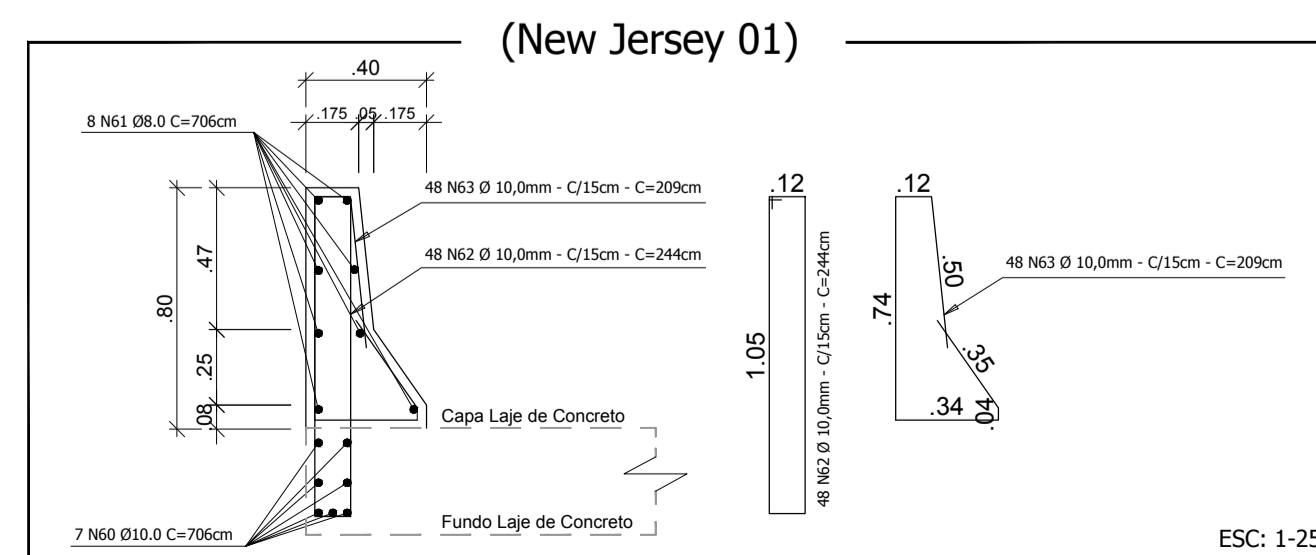 (New Jersey 01)
.40
.175 .05 .175
8 N61 Ø8.0 C=706cm
48 N63 Ø 10,0mm - C/15cm - C=209cm
48 N62 Ø 10,0mm - C/15cm - C=244cm
.47
.80
.25
.08
Capa Laje de Concreto
Fundo Laje de Concreto
7 N60 Ø10.0 C=706cm
.12
1.05
48 N62 Ø 10,0mm - C/15cm - C=244cm
.12
.50
48 N63 Ø 10,0mm - C/15cm - C=209cm
.74
.35
.34
.04
ESC: 1-25